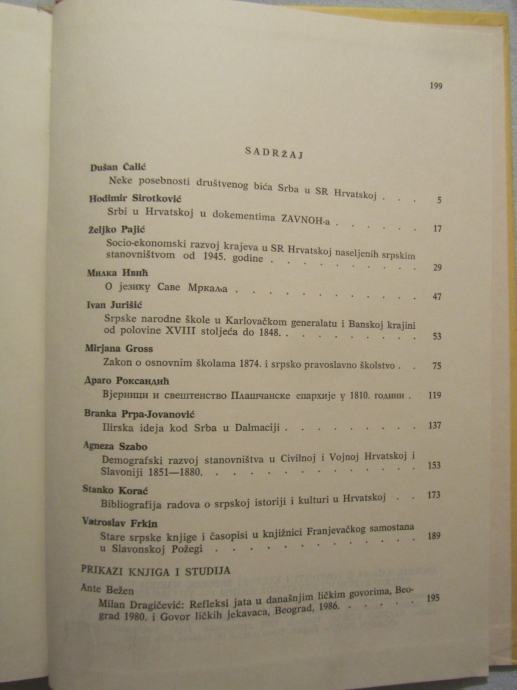 199
SADRŽAJ
Dušan Čalić
Neke posebnosti društvenog bića Srba u SR Hrvatskoj . . . 5
Hodimir Sirotković
Srbi u Hrvatskoj u dokementima ZAVNOH-a . . . . . 17
Željko Pajić
Socio-ekonomski razvoj krajeva u SR Hrvatskoj naseljenih srpskim
stanovništvom od 1945. godine . . . . . . . . . 29
Милка Ивић
О језику Саве Мркаља . . . . . . . . . . 47
Ivan Jurišić
Srpske narodne škole u Karlovačkom generalatu i Banskoj krajini
od polovine XVIII stoljeća do 1848. . . . . . . . . 53
Mirjana Gross
Zakon o osnovnim školama 1874. i srpsko pravoslavno školstvo . . 75
Драго Роксандић
Вјерници и свештенство Плашчанске епархије у 1810. години . 119
Branka Prpa-Jovanović
Ilirska ideja kod Srba u Dalmaciji . . . . . . . . 137
Agneza Szabo
Demografski razvoj stanovništva u Civilnoj i Vojnoj Hrvatskoj i
Slavoniji 1851—1880. . . . . . . . . . . . 153
Stanko Korać
Bibliografija radova o srpskoj istoriji i kulturi u Hrvatskoj . . 173
Vatroslav Frkin
Stare srpske knjige i časopisi u knjižnici Franjevačkog samostana
u Slavonskoj Požegi . . . . . . . . . . . 189
PRIKAZI KNJIGA I STUDIJA
Ante Bežen
Milan Dragičević: Refleksi jata u današnjim ličkim govorima, Beo-
grad 1980. i Govor ličkih jekavaca, Beograd, 1986. . . . . . 195